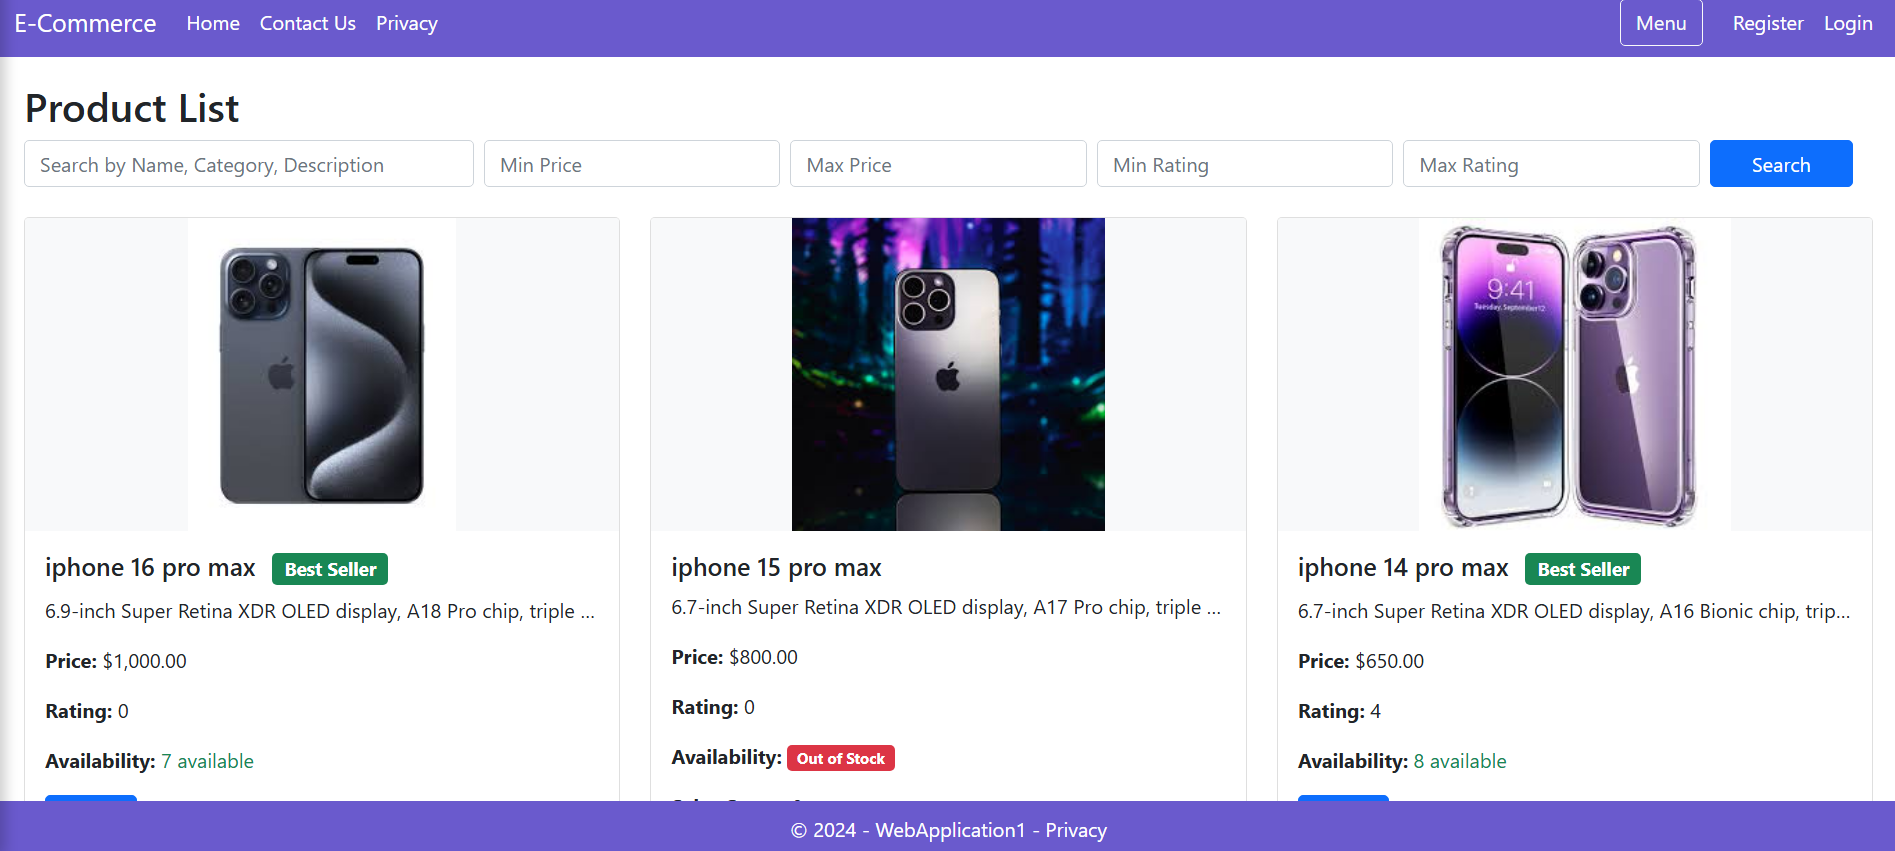 E-Commerce Home Contact Us Privacy Menu Register Login
Product List
Search by Name, Category, Description Min Price Max Price Min Rating Max Rating Search
9:41
Tuesday, September 12
iphone 16 pro max Best Seller
6.9-inch Super Retina XDR OLED display, A18 Pro chip, triple ...
Price: $1,000.00
Rating: 0
Availability: 7 available
iphone 15 pro max
6.7-inch Super Retina XDR OLED display, A17 Pro chip, triple ...
Price: $800.00
Rating: 0
Availability: Out of Stock
iphone 14 pro max Best Seller
6.7-inch Super Retina XDR OLED display, A16 Bionic chip, trip...
Price: $650.00
Rating: 4
Availability: 8 available
© 2024 - WebApplication1 - Privacy